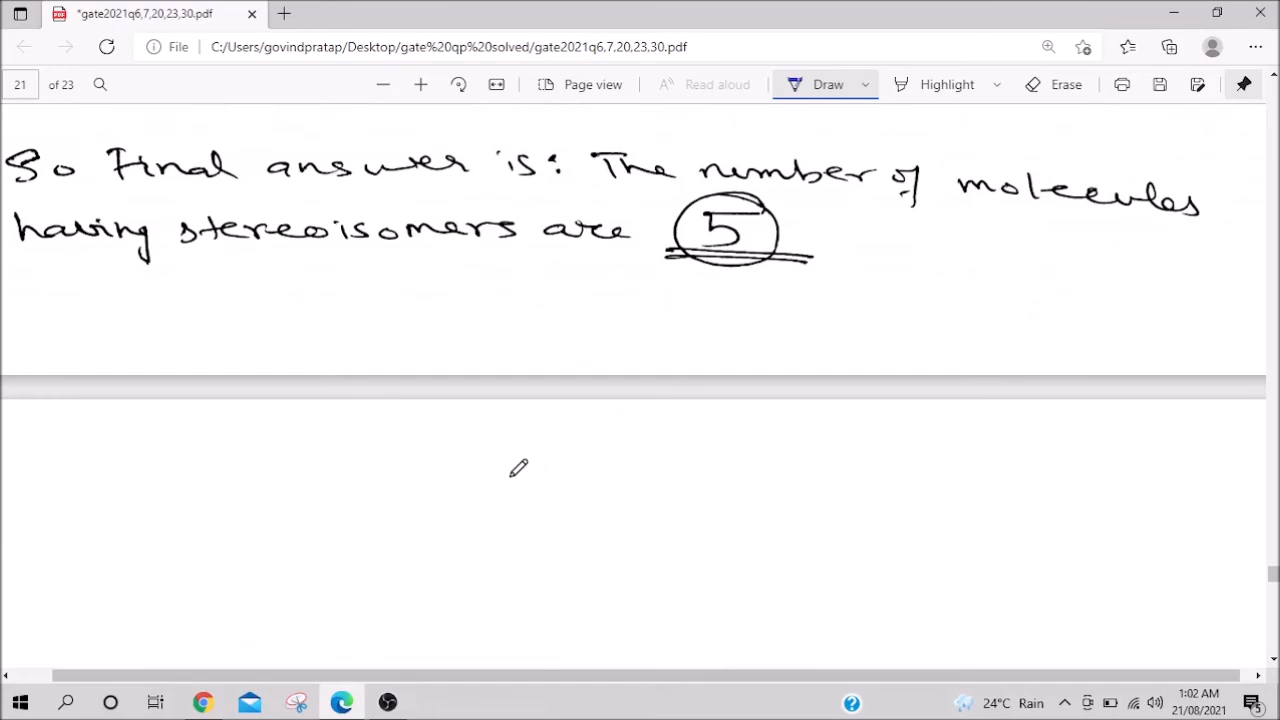 *gate2021q6,7,20,23,30.pdf
File C:/Users/govindpratap/Desktop/gate%20qp%20solved/gate2021q6,7,20,23,30.pdf
21 of 23 Page view Read aloud Draw Highlight Erase
So Final answer is: The number of molecules
having stereoisomers are 5
24°C Rain 1:02 AM
21/08/2021 5